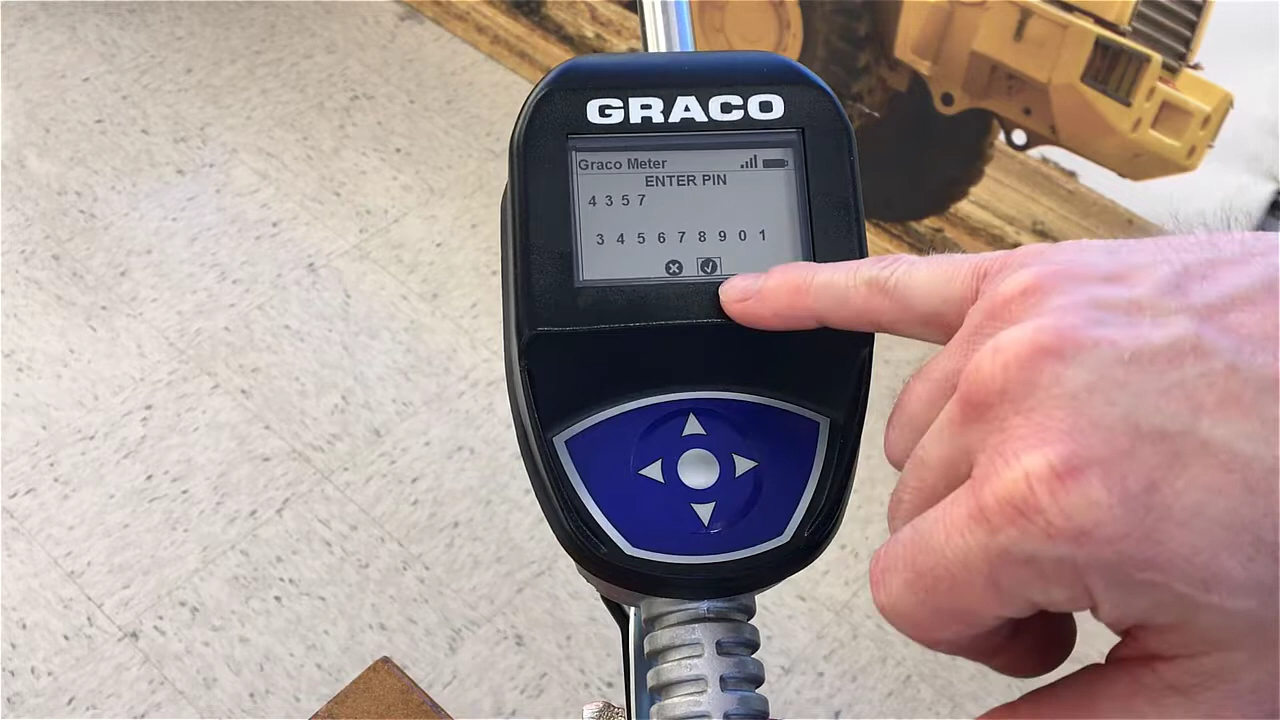 GRACO
Graco Meter
ENTER PIN
4 3 5 7
3 4 5 6 7 8 9 0 1